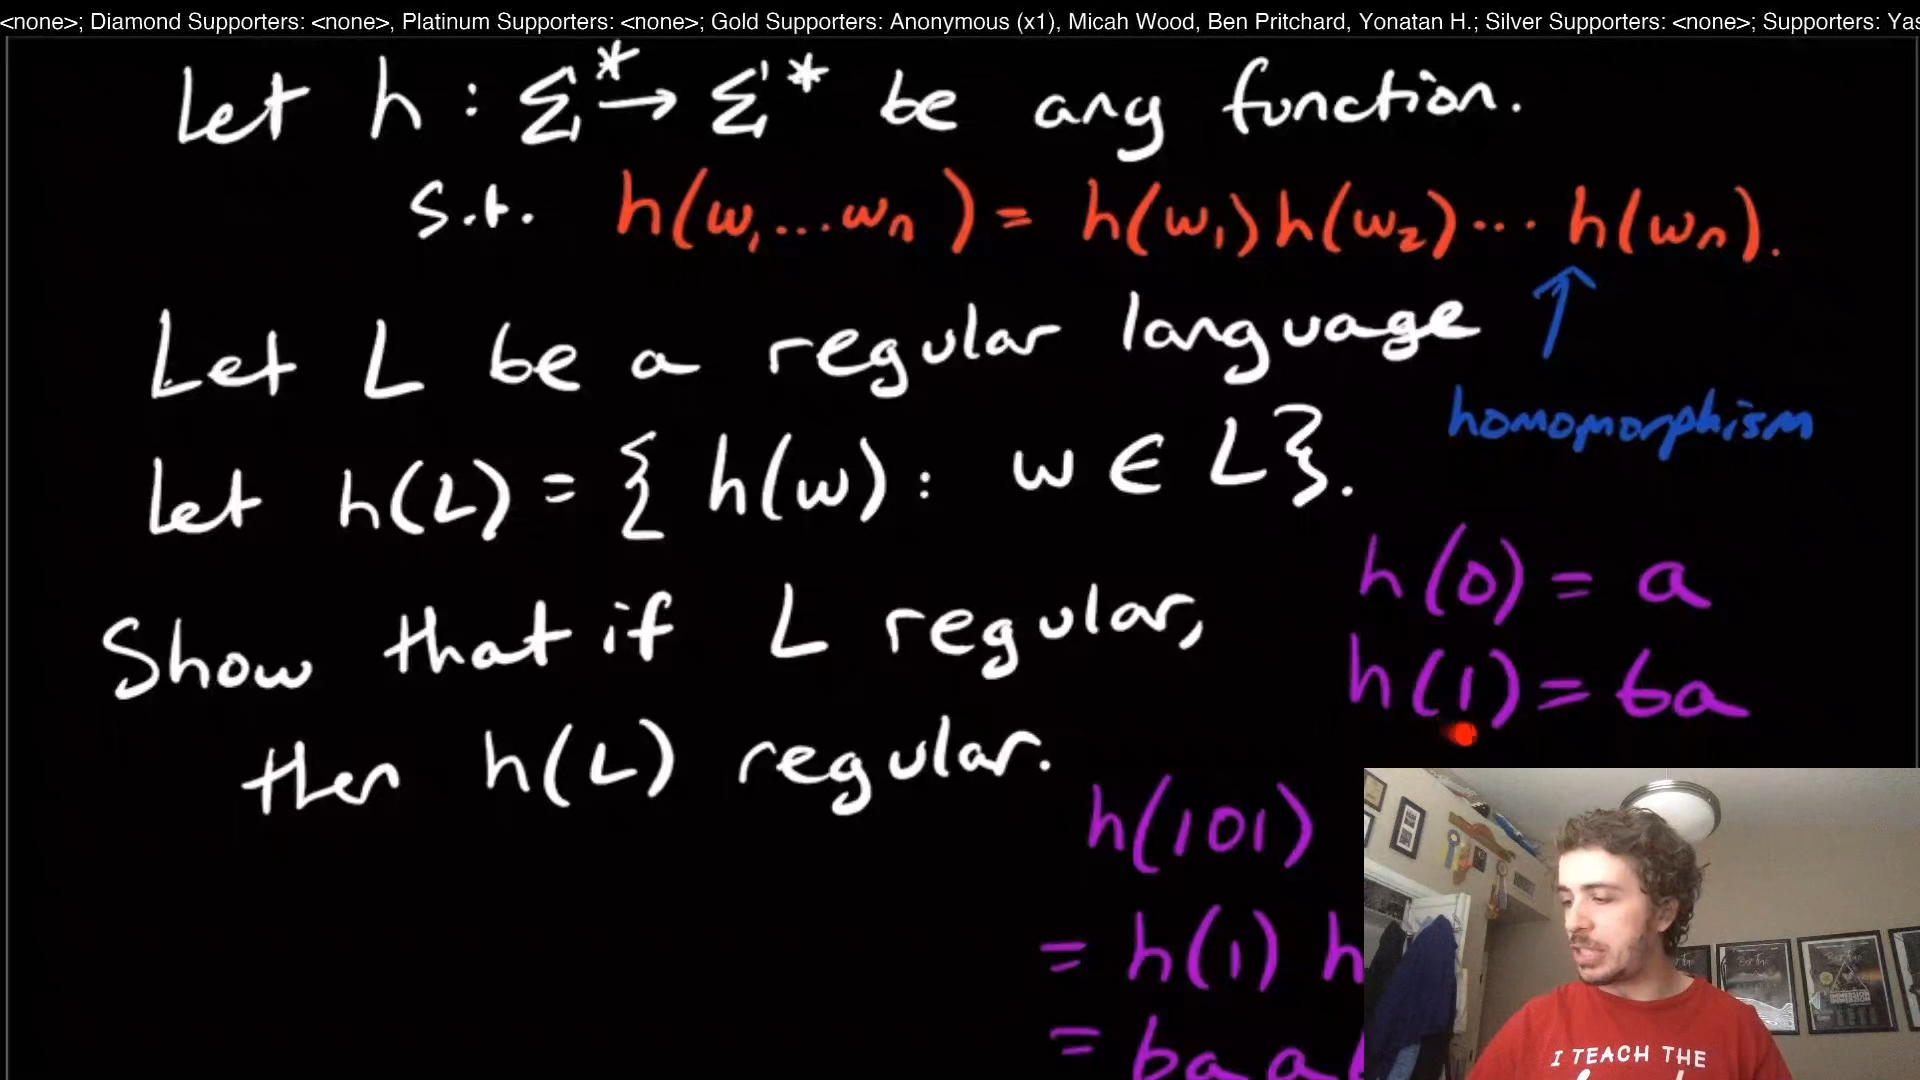 <none>; Diamond Supporters: <none>, Platinum Supporters: <none>; Gold Supporters: Anonymous (x1), Micah Wood, Ben Pritchard, Yonatan H.; Silver Supporters: <none>; Supporters: Yas
Let h : Σ* → Σ'* be any function.
s.t. h(w₁...wₙ) = h(w₁)h(w₂)··· h(wₙ).
Let L be a regular language
↑
homomorphism
Let h(L) = { h(w) : w ∈ L}.
h(0) = a
Show that if L regular,
h(1) = ba
then h(L) regular.
h(101)
= h(1) h
= baa
I TEACH THE